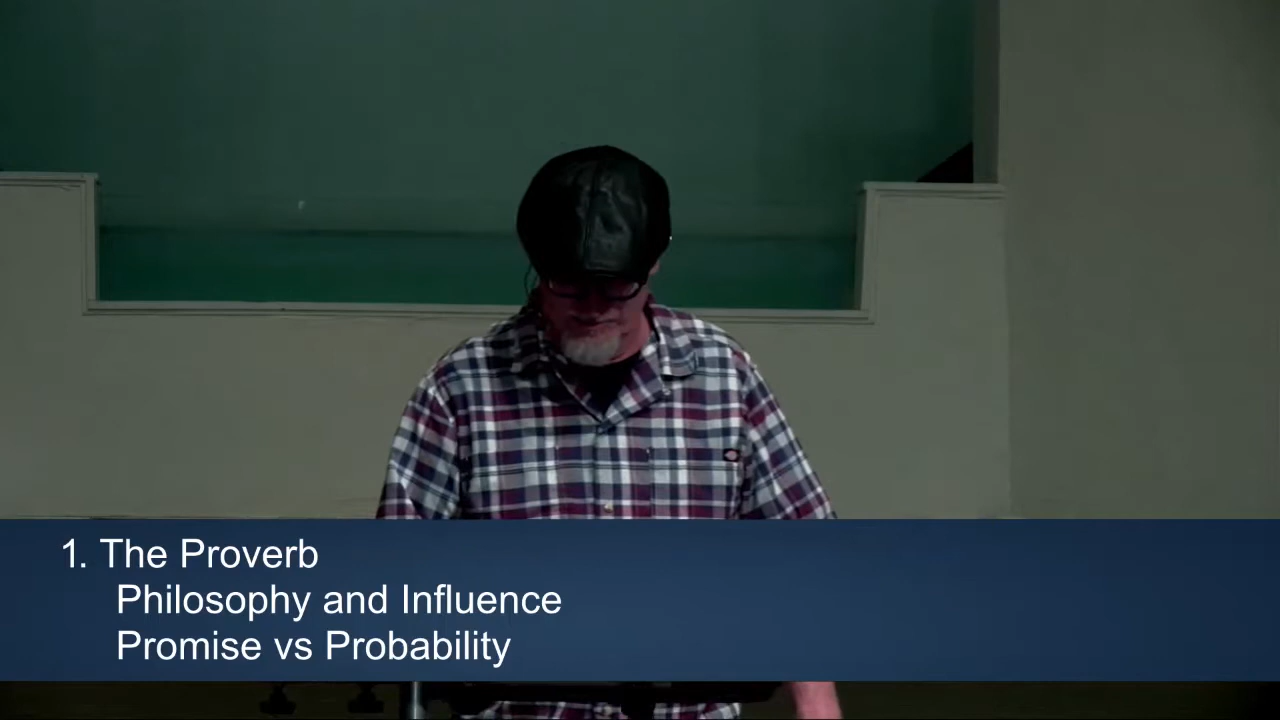 1. The Proverb
Philosophy and Influence
Promise vs Probability